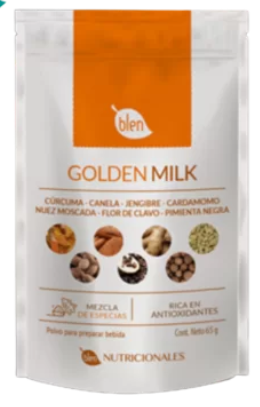 blen
GOLDEN MILK
CÚRCUMA - CANELA - JENGIBRE - CARDAMOMO
NUEZ MOSCADA - FLOR DE CLAVO - PIMIENTA NEGRA
MEZCLA
DE ESPECIAS
RICA EN
ANTIOXIDANTES
Polvo para preparar bebida
Cont. Neto 65 g
blen NUTRICIONALES